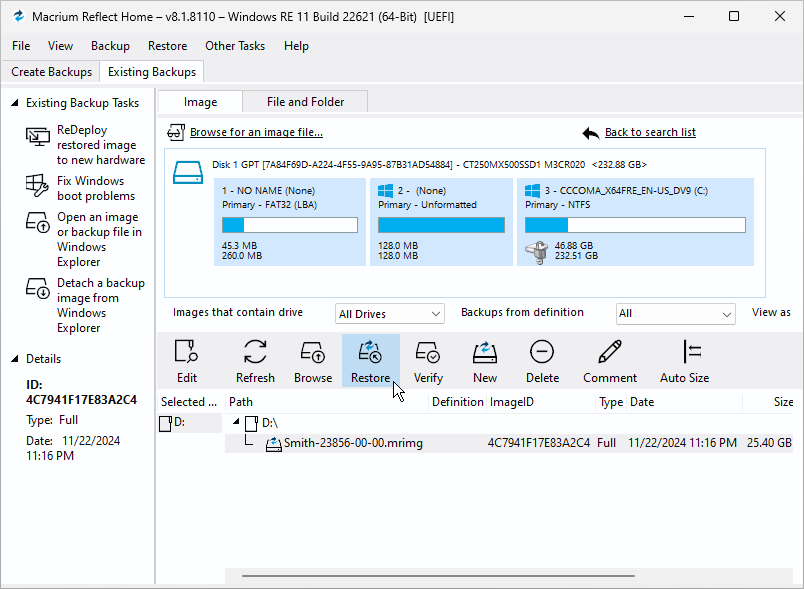 Macrium Reflect Home – v8.1.8110 – Windows RE 11 Build 22621 (64-Bit)  [UEFI]
File View Backup Restore Other Tasks Help
Create Backups Existing Backups
Existing Backup Tasks
ReDeploy
restored image
to new hardware
Fix Windows
boot problems
Open an image
or backup file in
Windows
Explorer
Detach a backup
image from
Windows
Explorer
Details
ID:
4C7941F17E83A2C4
Type: Full
Date: 11/22/2024
11:16 PM
Image File and Folder
Browse for an image file... Back to search list
Disk 1 GPT [7A84F69D-A224-4F55-9A95-87B31AD54884] - CT250MX500SSD1 M3CR020 <232.88 GB>
1 - NO NAME (None)
Primary - FAT32 (LBA)
45.3 MB
260.0 MB
2 - (None)
Primary - Unformatted
128.0 MB
128.0 MB
3 - CCCOMA_X64FRE_EN-US_DV9 (C:)
Primary - NTFS
46.88 GB
232.51 GB
Images that contain drive All Drives Backups from definition All View as
Edit Refresh Browse Restore Verify New Delete Comment Auto Size
Selected ... Path Definition ImageID Type Date Size
D: D:\
Smith-23856-00-00.mrimg 4C7941F17E83A2C4 Full 11/22/2024 11:16 PM 25.40 GB